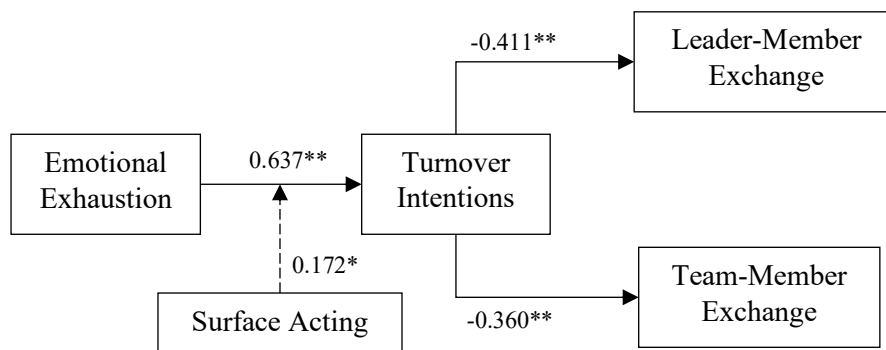 -0.411**
Leader-Member
Exchange
Emotional
Exhaustion
0.637**
Turnover
Intentions
0.172*
Surface Acting
-0.360**
Team-Member
Exchange